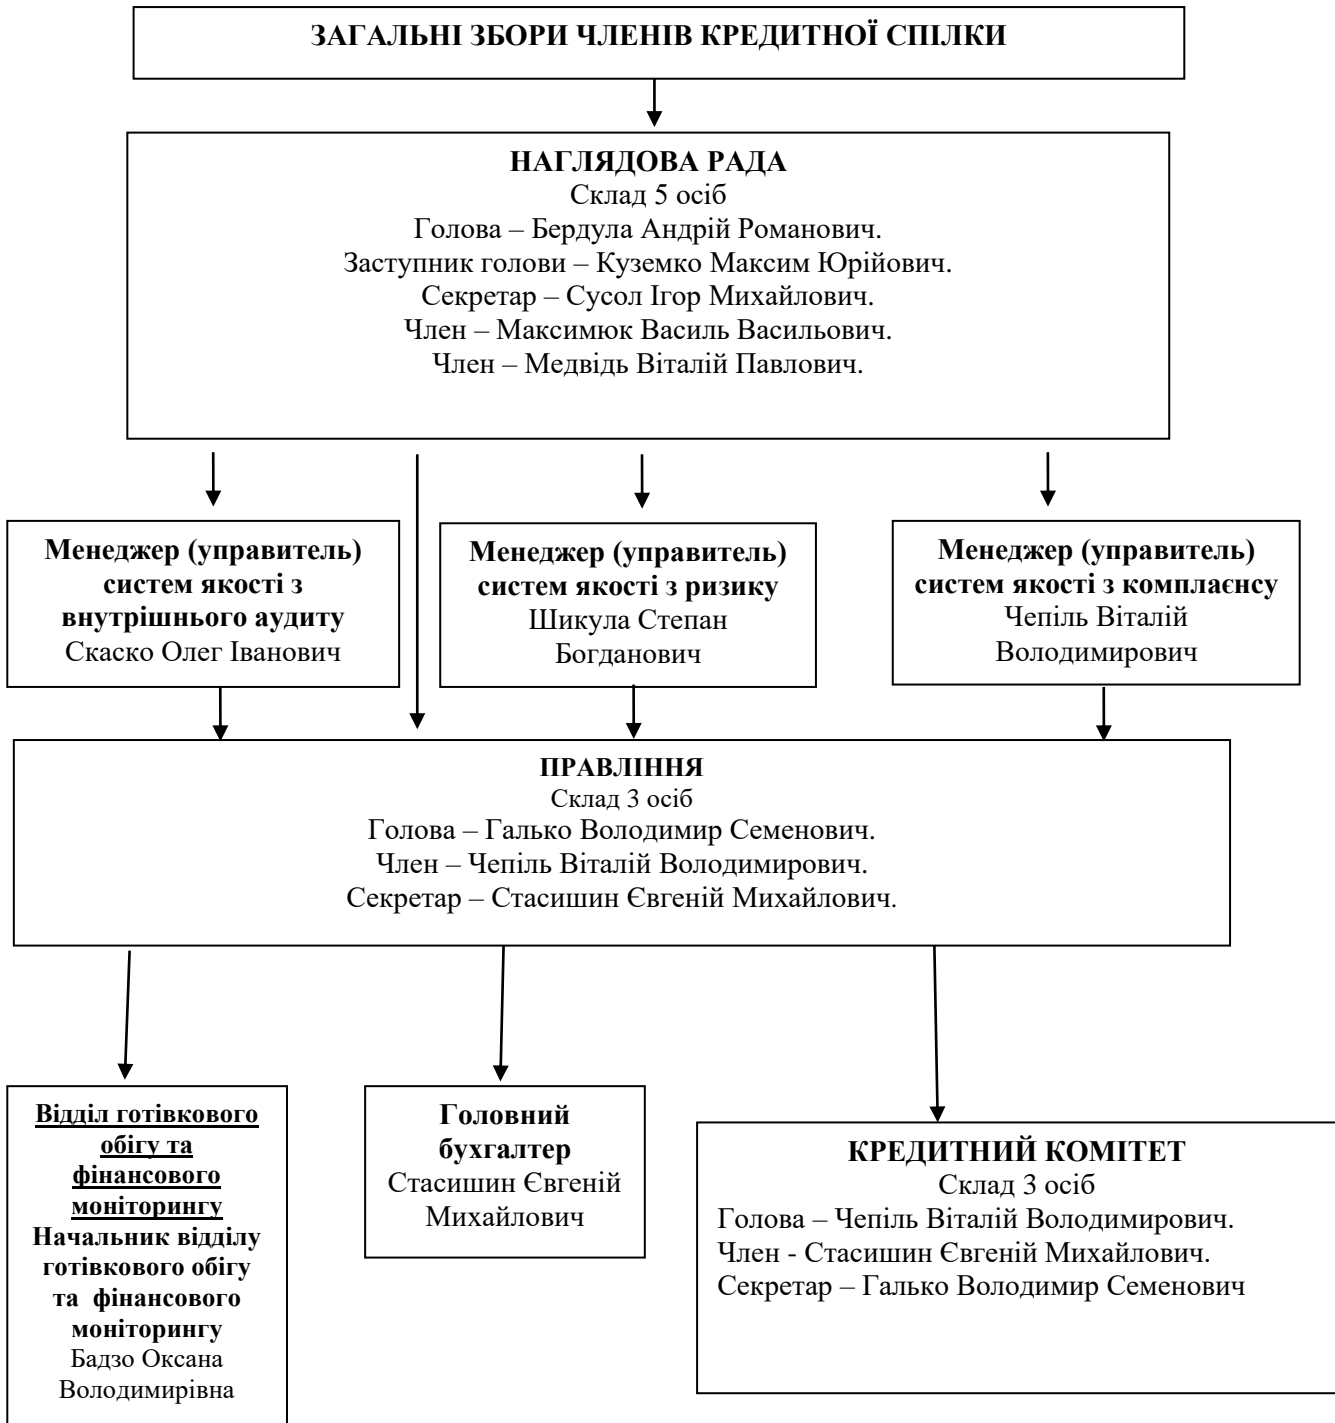 ЗАГАЛЬНІ ЗБОРИ ЧЛЕНІВ КРЕДИТНОЇ СПІЛКИ
НАГЛЯДОВА РАДА
Склад 5 осіб
Голова – Бердула Андрій Романович.
Заступник голови – Куземко Максим Юрійович.
Секретар – Сусол Ігор Михайлович.
Член – Максимюк Василь Васильович.
Член – Медвідь Віталій Павлович.
Менеджер (управитель)
систем якості з
внутрішнього аудиту
Скаско Олег Іванович
Менеджер (управитель)
систем якості з ризику
Шикула Степан
Богданович
Менеджер (управитель)
систем якості з комплаєнсу
Чепіль Віталій
Володимирович
ПРАВЛІННЯ
Склад 3 осіб
Голова – Галько Володимир Семенович.
Член – Чепіль Віталій Володимирович.
Секретар – Стасишин Євгеній Михайлович.
Відділ готівкового
обігу та
фінансового
моніторингу
Начальник відділу
готівкового обігу
та фінансового
моніторингу
Бадзо Оксана
Володимирівна
Головний
бухгалтер
Стасишин Євгеній
Михайлович
КРЕДИТНИЙ КОМІТЕТ
Склад 3 осіб
Голова – Чепіль Віталій Володимирович.
Член - Стасишин Євгеній Михайлович.
Секретар – Галько Володимир Семенович